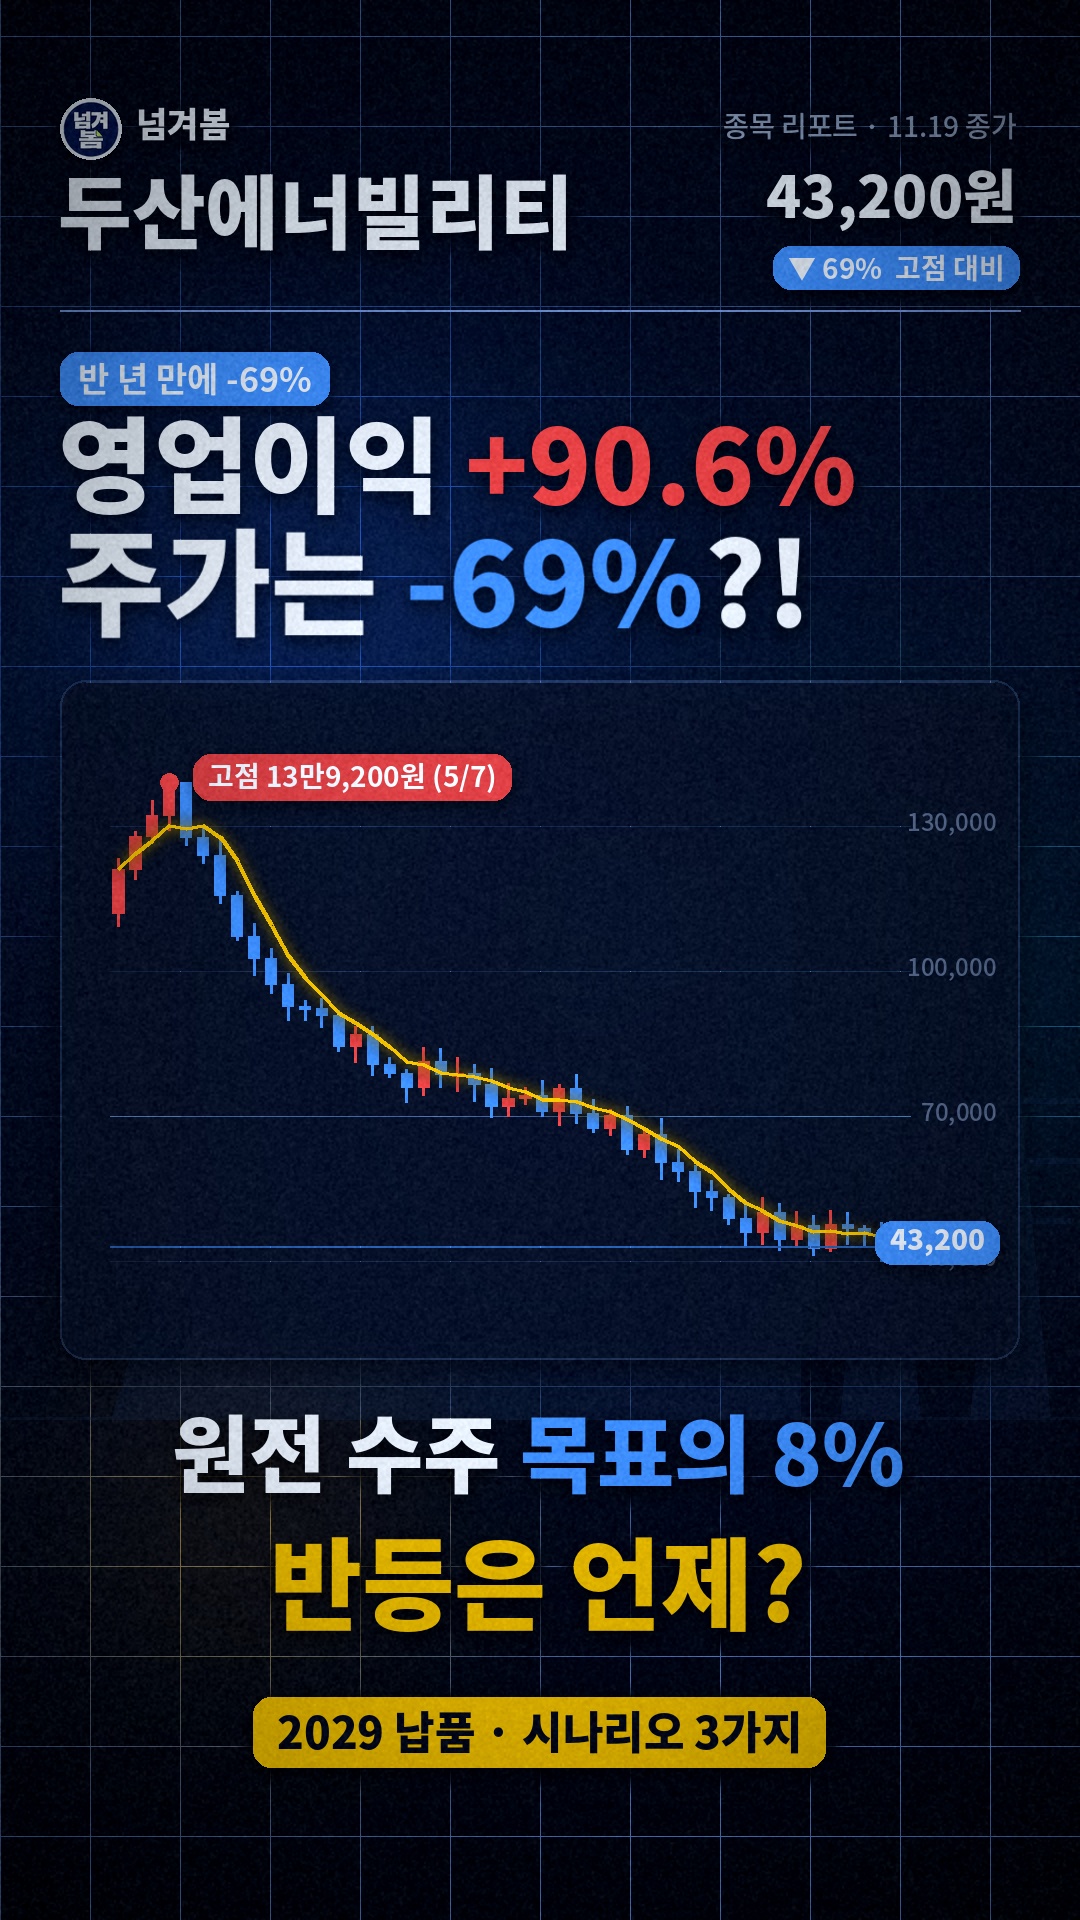 넘겨봄
넘겨봄
종목 리포트 · 11.19 종가
두산에너빌리티
43,200원
▼ 69% 고점 대비
반 년 만에 -69%
영업이익 +90.6%
주가는 -69%?!
고점 13만9,200원 (5/7)
130,000
100,000
70,000
43,200
원전 수주 목표의 8%
반등은 언제?
2029 납품 · 시나리오 3가지